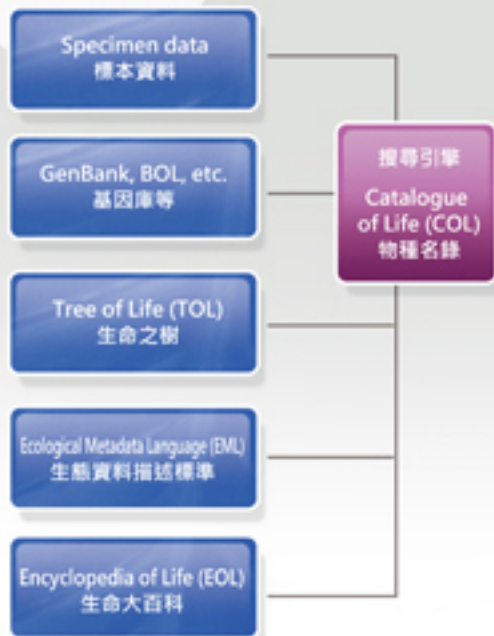 Specimen data
標本資料
搜尋引擎
Catalogue
of Life (COL)
物種名錄
GenBank, BOL, etc.
基因庫等
Tree of Life (TOL)
生命之樹
Ecological Metadata Language (EML)
生態資料描述標準
Encyclopedia of Life (EOL)
生命大百科